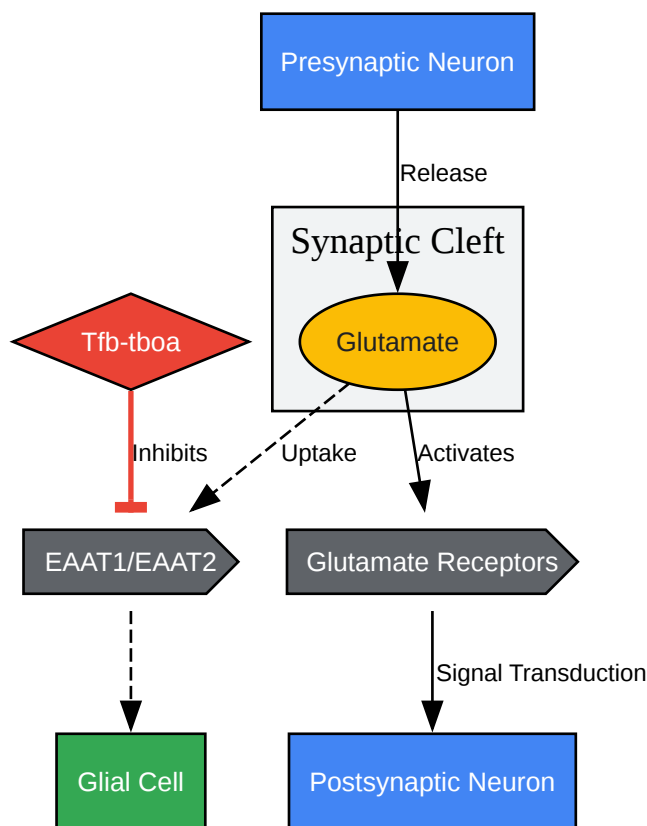 Presynaptic Neuron
Release
Synaptic Cleft
Tfb-tboa
Glutamate
Inhibits
Uptake
Activates
EAAT1/EAAT2
Glutamate Receptors
Signal Transduction
Glial Cell
Postsynaptic Neuron